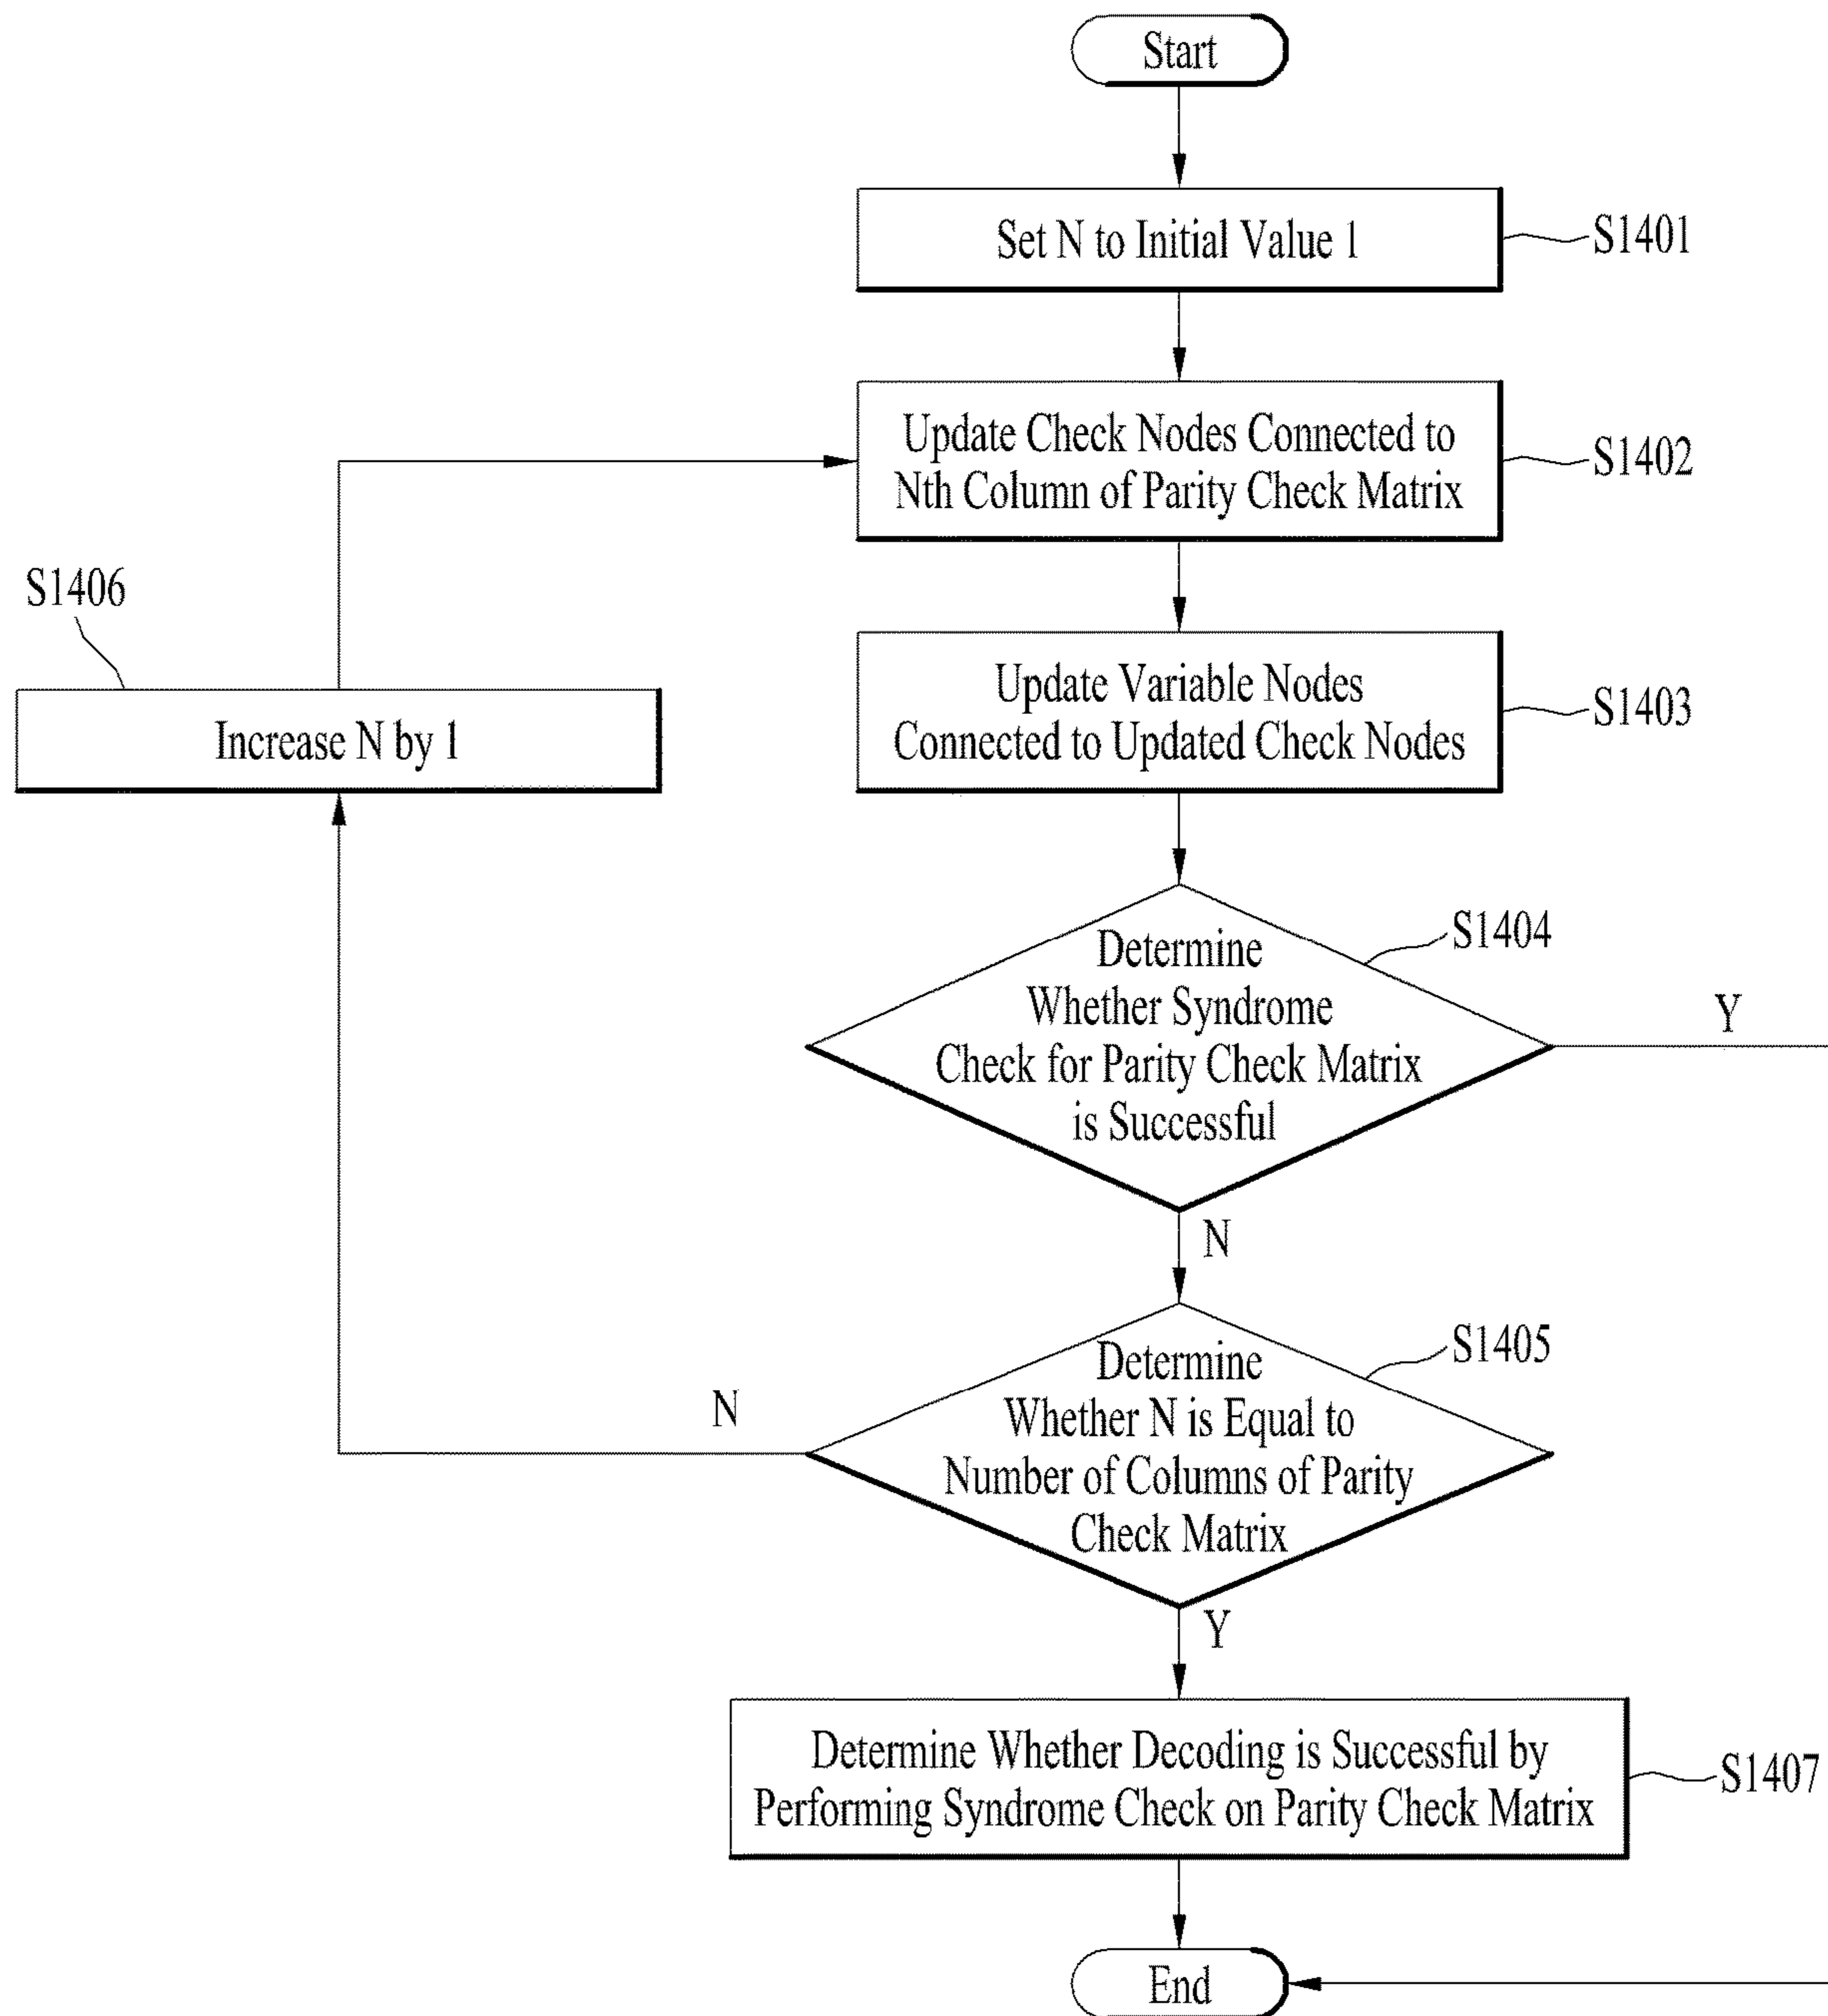 Start
Set N to Initial Value 1
S1401
Update Check Nodes Connected to
Nth Column of Parity Check Matrix
S1402
S1406
Increase N by 1
Update Variable Nodes
Connected to Updated Check Nodes
S1403
Determine
Whether Syndrome
Check for Parity Check Matrix
is Successful
S1404
Y
N
Determine
Whether N is Equal to
Number of Columns of Parity
Check Matrix
S1405
N
Y
Determine Whether Decoding is Successful by
Performing Syndrome Check on Parity Check Matrix
S1407
End